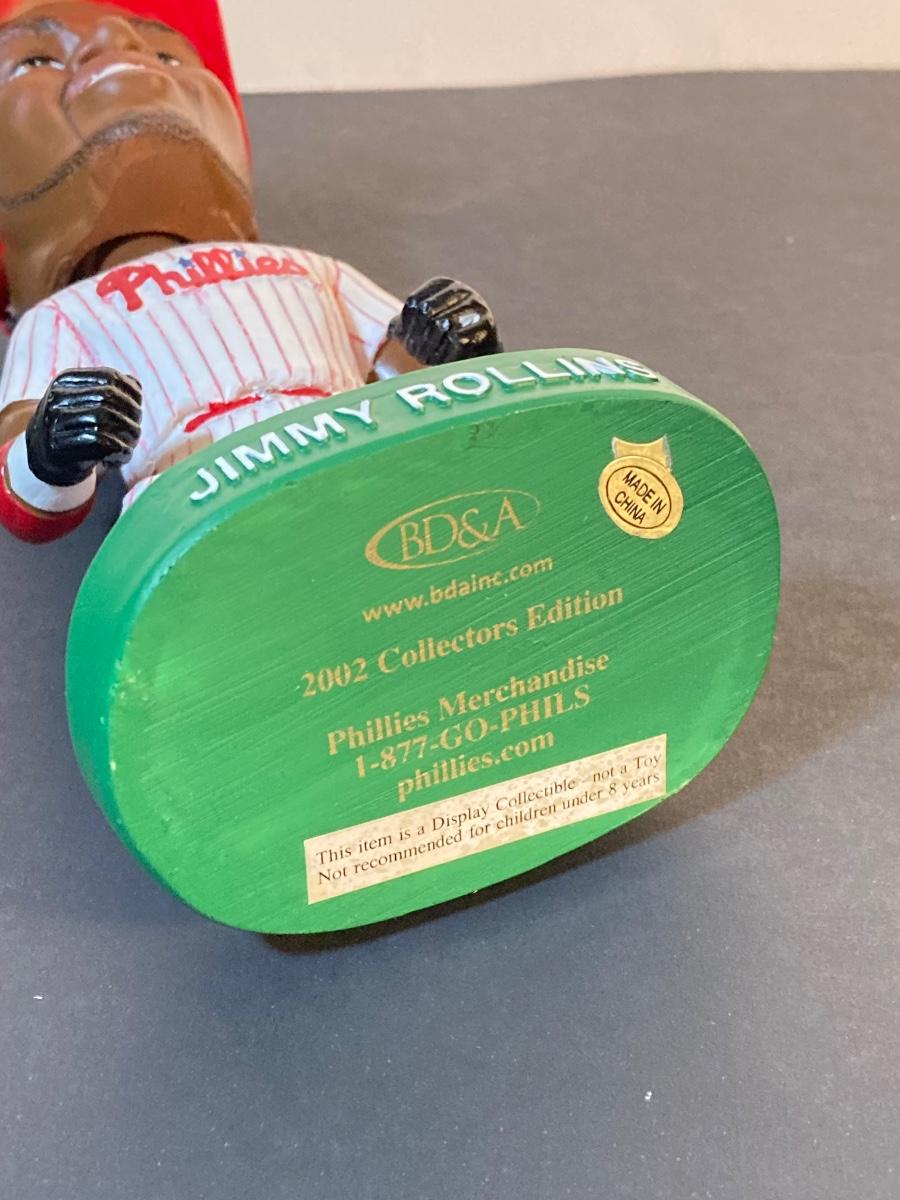 Phillies
JIMMY ROLLINS
MADE IN
CHINA
BD&A
www.bdainc.com
2002 Collectors Edition
Phillies Merchandise
1-877-GO-PHILS
phillies.com
This item is a Display Collectible - not a Toy
Not recommended for children under 8 years